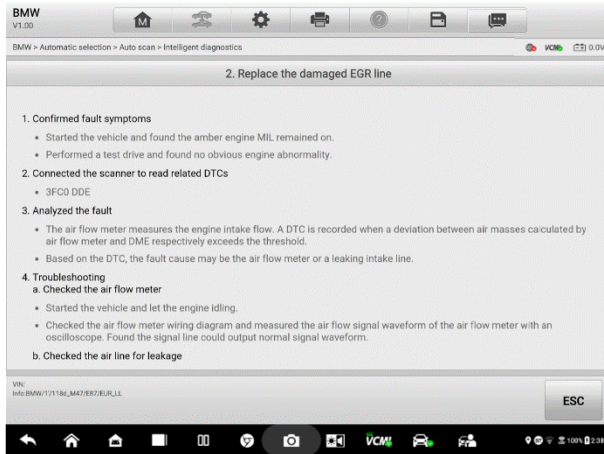 BMW
V1.00
BMW > Automatic selection > Auto scan > Intelligent diagnostics
VCMI 0.0V
2. Replace the damaged EGR line
1. Confirmed fault symptoms
• Started the vehicle and found the amber engine MIL remained on.
• Performed a test drive and found no obvious engine abnormality.
2. Connected the scanner to read related DTCs
• 3FC0 DDE
3. Analyzed the fault
• The air flow meter measures the engine intake flow. A DTC is recorded when a deviation between air masses calculated by
air flow meter and DME respectively exceeds the threshold.
• Based on the DTC, the fault cause may be the air flow meter or a leaking intake line.
4. Troubleshooting
a. Checked the air flow meter
• Started the vehicle and let the engine idling.
• Checked the air flow meter wiring diagram and measured the air flow signal waveform of the air flow meter with an
oscilloscope. Found the signal line could output normal signal waveform.
b. Checked the air line for leakage
VIN:
Info:BMW/1'/118d_M47/E87/EUR_LL
ESC
VCMI
100% 2:38